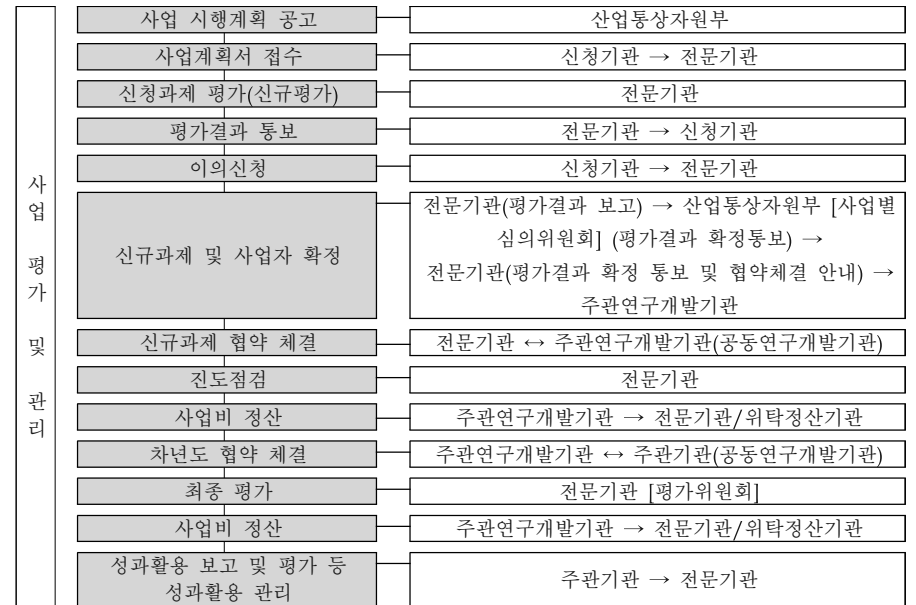 사업 평가 및 관리
사업 시행계획 공고
산업통상자원부
사업계획서 접수
신청기관 → 전문기관
신청과제 평가(신규평가)
전문기관
평가결과 통보
전문기관 → 신청기관
이의신청
신청기관 → 전문기관
신규과제 및 사업자 확정
전문기관(평가결과 보고) → 산업통상자원부 [사업별
심의위원회] (평가결과 확정통보) →
전문기관(평가결과 확정 통보 및 협약체결 안내) →
주관연구개발기관
신규과제 협약 체결
전문기관 ↔ 주관연구개발기관(공동연구개발기관)
진도점검
전문기관
사업비 정산
주관연구개발기관 → 전문기관/위탁정산기관
차년도 협약 체결
주관연구개발기관 ↔ 주관기관(공동연구개발기관)
최종 평가
전문기관 [평가위원회]
사업비 정산
주관연구개발기관 → 전문기관/위탁정산기관
성과활용 보고 및 평가 등
성과활용 관리
주관기관 → 전문기관